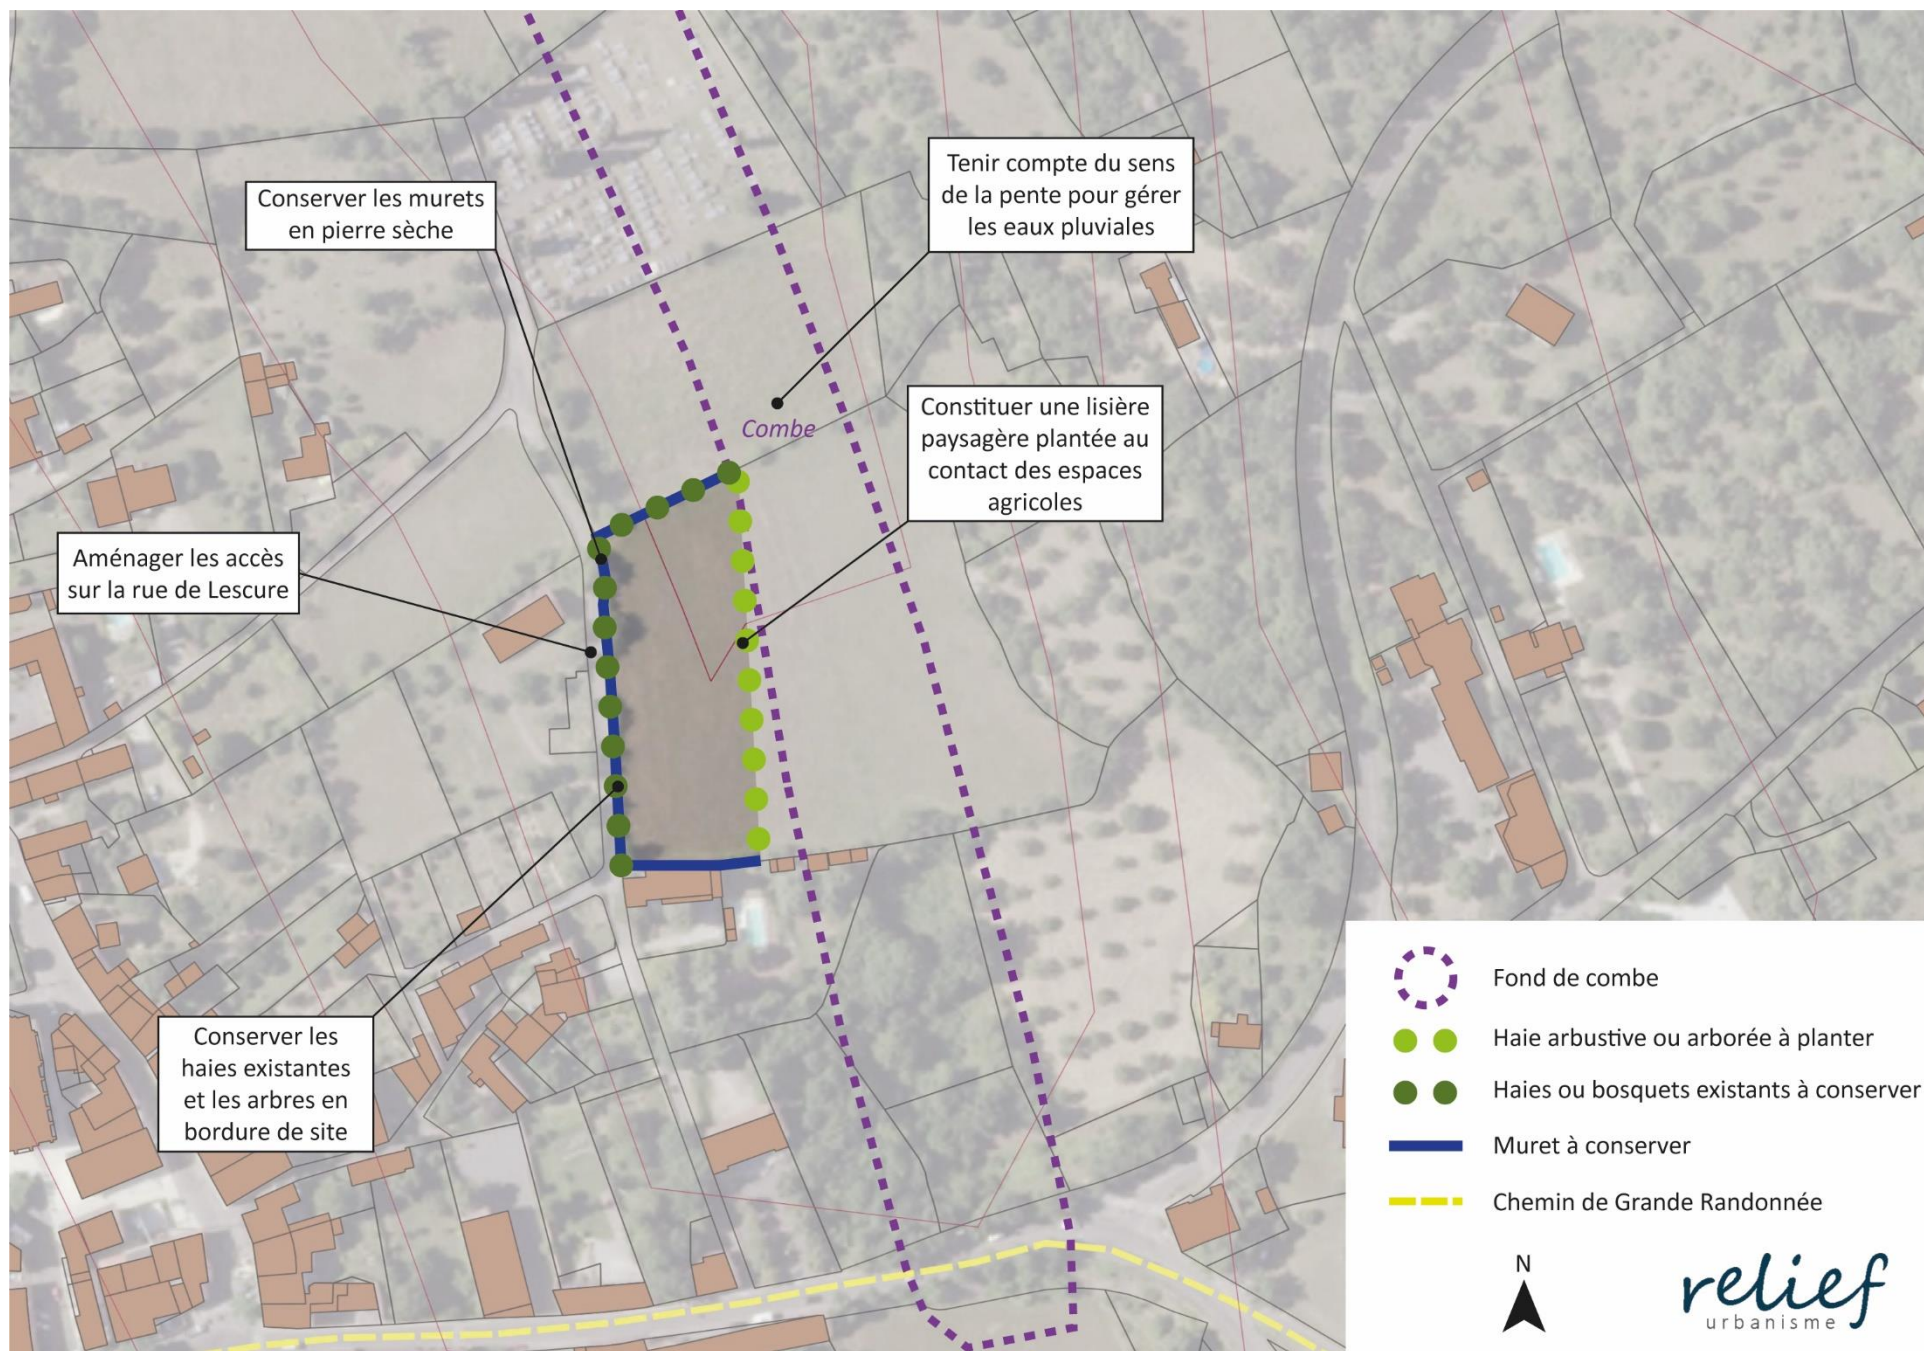 Tenir compte du sens
de la pente pour gérer
les eaux pluviales
Conserver les murets
en pierre sèche
Constituer une lisière
paysagère plantée au
contact des espaces
agricoles
Combe
Aménager les accès
sur la rue de Lescure
Conserver les
haies existantes
et les arbres en
bordure de site
Fond de combe
Haie arbustive ou arborée à planter
Haies ou bosquets existants à conserver
Muret à conserver
Chemin de Grande Randonnée
N
relief
urbanisme